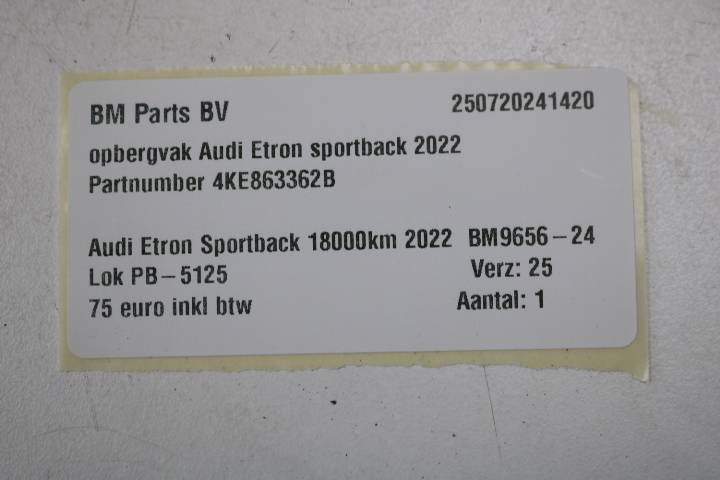 BM Parts BV 250720241420
opbergvak Audi Etron sportback 2022
Partnumber 4KE863362B
Audi Etron Sportback 18000km 2022 BM9656-24
Lok PB-5125 Verz: 25
75 euro inkl btw Aantal: 1